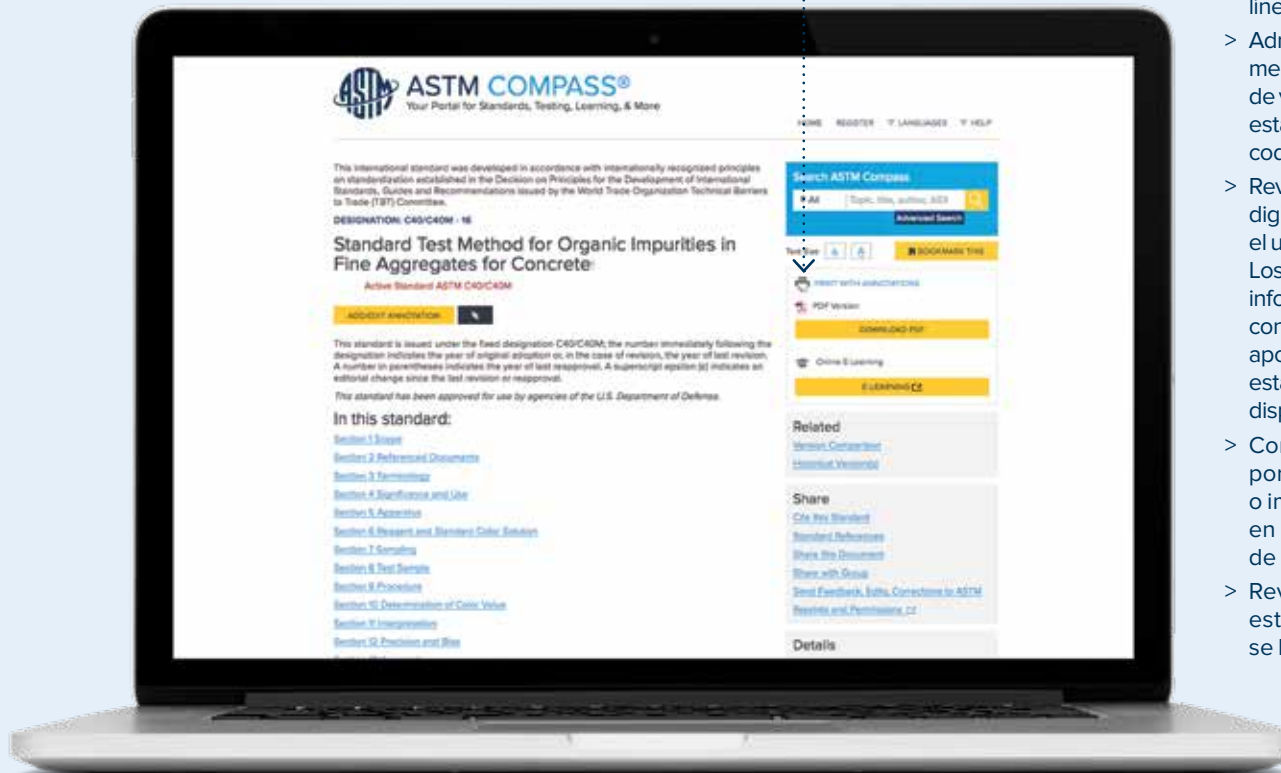 ASTM COMPASS®
Your Portal for Standards, Testing, Learning, & More
HOME REGISTER LANGUAGES HELP
This international standard was developed in accordance with internationally recognized principles
on standardization established in the Decision on Principles for the Development of International
Standards, Guides and Recommendations issued by the World Trade Organization Technical Barriers
to Trade (TBT) Committee.
DESIGNATION: C40/C40M - 16
Standard Test Method for Organic Impurities in
Fine Aggregates for Concrete
Active Standard ASTM C40/C40M
ADD/EDIT ANNOTATION
This standard is issued under the fixed designation C40/C40M; the number immediately following the
designation indicates the year of original adoption or, in the case of revision, the year of last revision.
A number in parentheses indicates the year of last reapproval. A superscript epsilon (ε) indicates an
editorial change since the last revision or reapproval.
This standard has been approved for use by agencies of the U.S. Department of Defense.
In this standard:
Section 1 Scope
Section 2 Referenced Documents
Section 3 Terminology
Section 4 Significance and Use
Section 5 Apparatus
Section 6 Reagent and Standard Color Solution
Section 7 Sampling
Section 8 Test Sample
Section 9 Procedure
Section 10 Determination of Color Value
Section 11 Interpretation
Section 12 Precision and Bias
Search ASTM Compass
All Topic, title, author, A53
Advanced Search
Text Size A A BOOKMARK THIS
PRINT WITH ANNOTATIONS
PDF Version
DOWNLOAD PDF
Online E-Learning
E-LEARNING
Related
Version Comparison
Historical Version(s)
Share
Cite this Standard
Standard References
Share this Document
Share with Group
Send Feedback, Edits, Corrections to ASTM
Reprints and Permissions
Details
line
> Adr
me
de
esta
coc
> Rev
dig
el u
Los
info
con
apo
esta
disp
> Cor
por
o in
en
de
> Rev
est
se